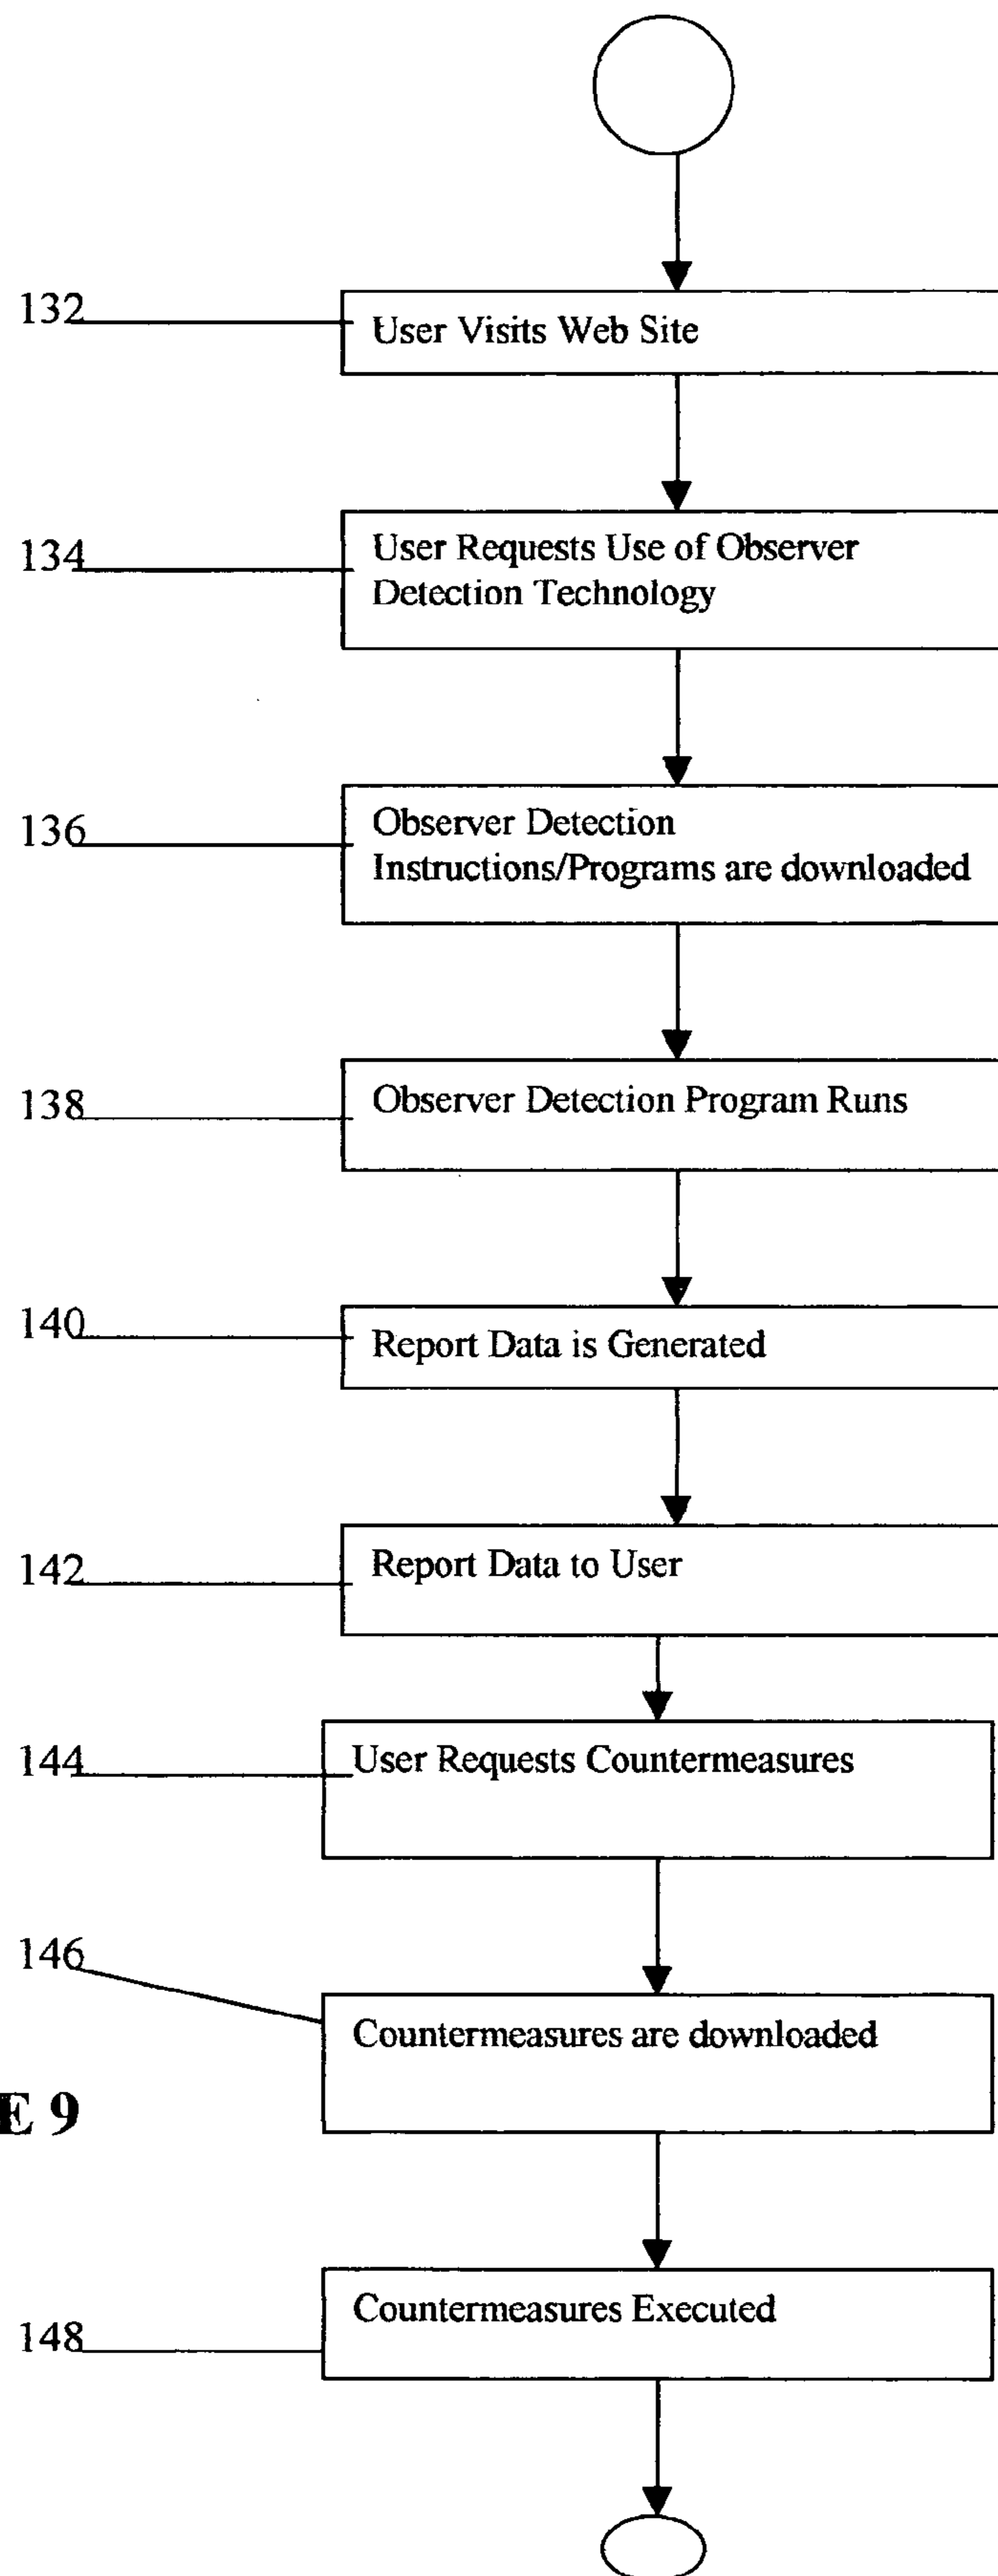 132
User Visits Web Site
134
User Requests Use of Observer
Detection Technology
136
Observer Detection
Instructions/Programs are downloaded
138
Observer Detection Program Runs
140
Report Data is Generated
142
Report Data to User
144
User Requests Countermeasures
146
Countermeasures are downloaded
E 9
148
Countermeasures Executed